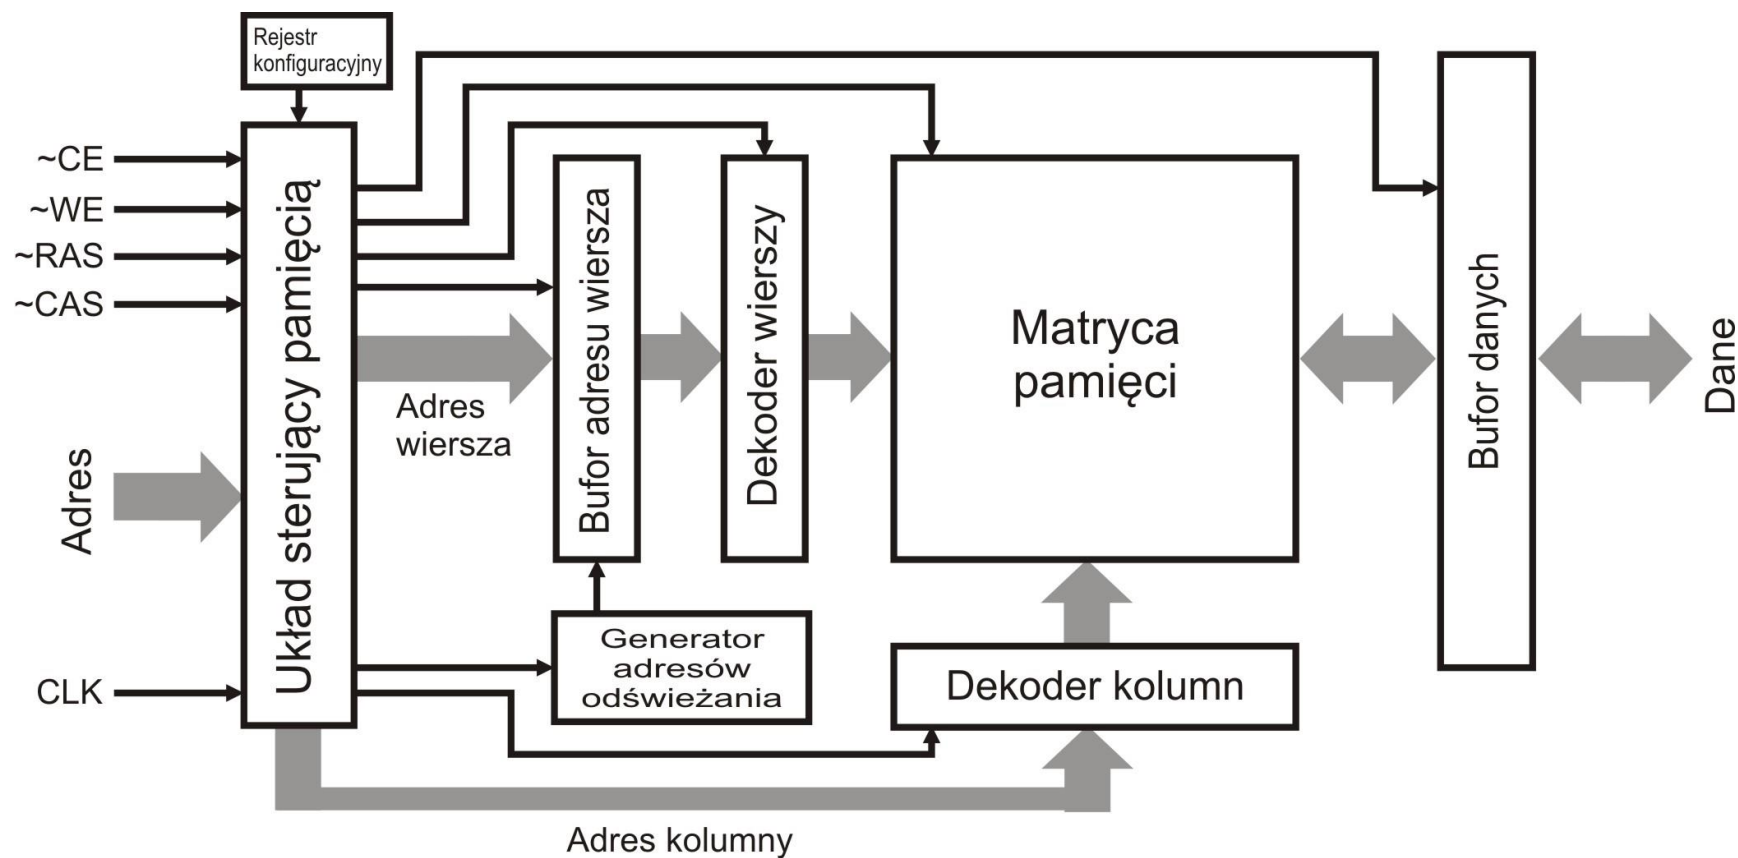 Rejestr
konfiguracyjny
~CE
~WE
~RAS
~CAS
Adres
CLK
Układ sterujący pamięcią
Adres
wiersza
Bufor adresu wiersza
Dekoder wierszy
Matryca
pamięci
Bufor danych
Dane
Generator
adresów
odświeżania
Dekoder kolumn
Adres kolumny